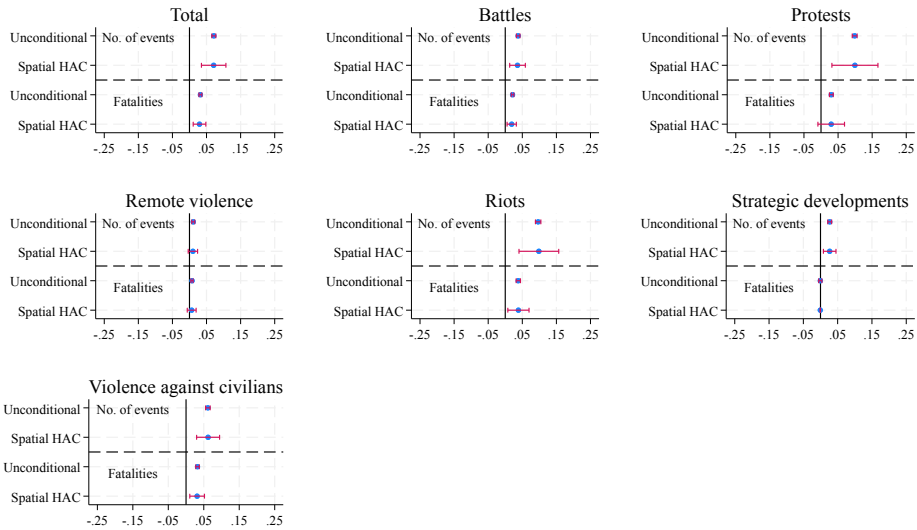 Total
Unconditional
No. of events
Spatial HAC
Unconditional
Fatalities
Spatial HAC
-.25 -.15 -.05 .05 .15 .25
Battles
Unconditional
No. of events
Spatial HAC
Unconditional
Fatalities
Spatial HAC
-.25 -.15 -.05 .05 .15 .25
Protests
Unconditional
No. of events
Spatial HAC
Unconditional
Fatalities
Spatial HAC
-.25 -.15 -.05 .05 .15 .25
Remote violence
Unconditional
No. of events
Spatial HAC
Unconditional
Fatalities
Spatial HAC
-.25 -.15 -.05 .05 .15 .25
Riots
Unconditional
No. of events
Spatial HAC
Unconditional
Fatalities
Spatial HAC
-.25 -.15 -.05 .05 .15 .25
Strategic developments
Unconditional
No. of events
Spatial HAC
Unconditional
Fatalities
Spatial HAC
-.25 -.15 -.05 .05 .15 .25
Violence against civilians
Unconditional
No. of events
Spatial HAC
Unconditional
Fatalities
Spatial HAC
-.25 -.15 -.05 .05 .15 .25